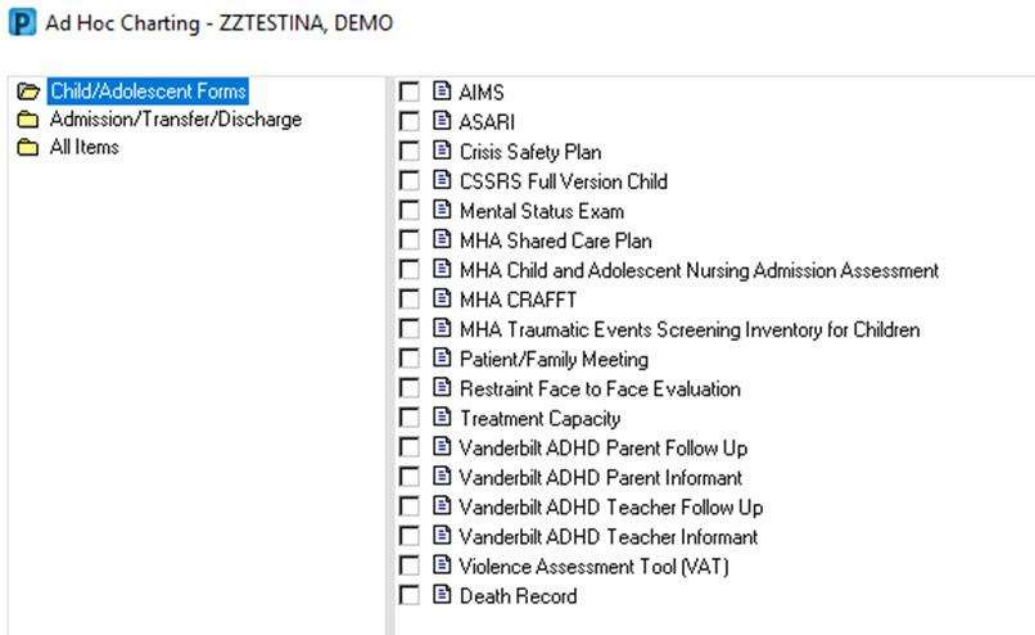 Ad Hoc Charting - ZZTESTINA, DEMO
Child/Adolescent Forms
Admission/Transfer/Discharge
All Items
AIMS
ASARI
Crisis Safety Plan
CSSRS Full Version Child
Mental Status Exam
MHA Shared Care Plan
MHA Child and Adolescent Nursing Admission Assessment
MHA CRAFFT
MHA Traumatic Events Screening Inventory for Children
Patient/Family Meeting
Restraint Face to Face Evaluation
Treatment Capacity
Vanderbilt ADHD Parent Follow Up
Vanderbilt ADHD Parent Informant
Vanderbilt ADHD Teacher Follow Up
Vanderbilt ADHD Teacher Informant
Violence Assessment Tool (VAT)
Death Record